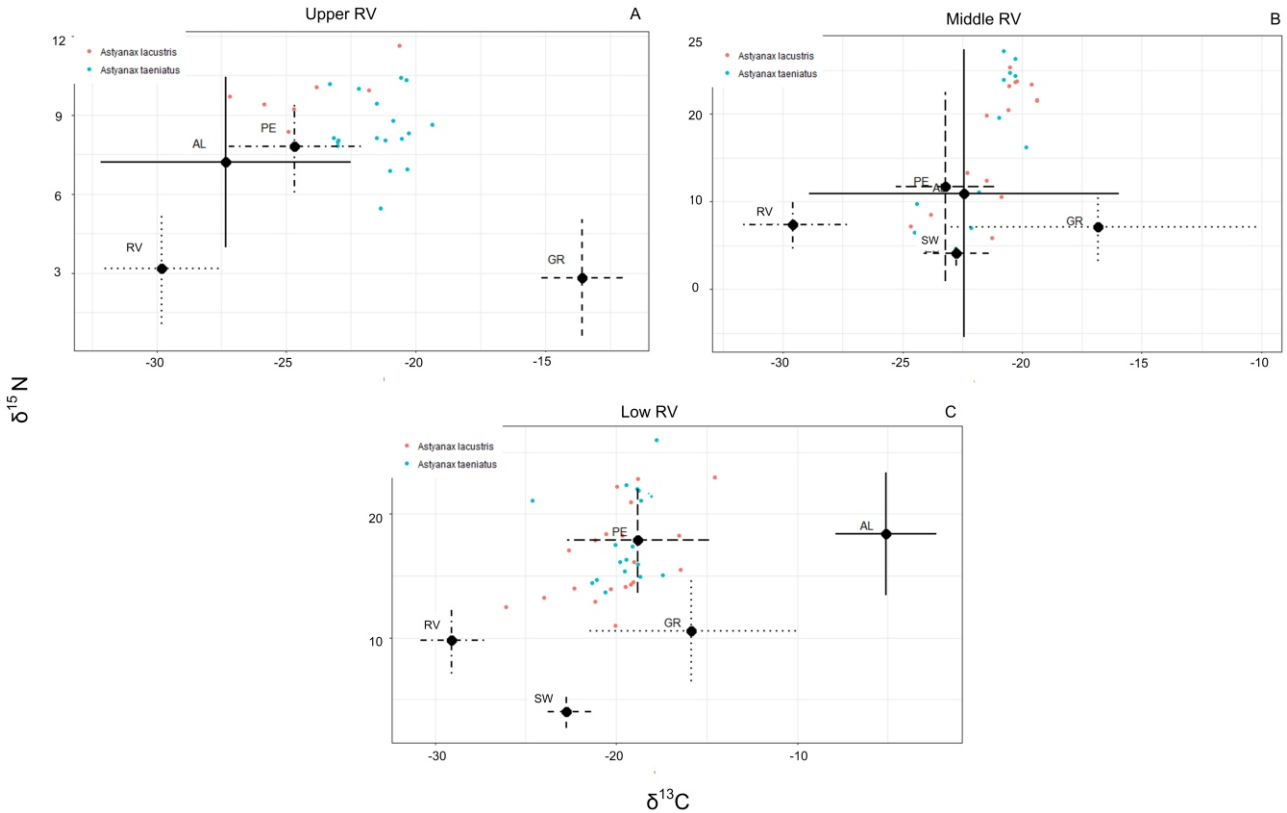 Upper RV
A
12
Astyanax lacustris
Astyanax taeniatus
9
PE
AL
6
RV
GR
3
-30
-25
-20
-15
Middle RV
B
25
Astyanax lacustris
Astyanax taeniatus
20
10
PE
A
RV
GR
SW
0
-30
-25
-20
-15
-10
δ¹⁵ N
Low RV
C
Astyanax lacustris
Astyanax taeniatus
20
PE
AL
RV
GR
10
SW
-30
-20
-10
δ¹³C